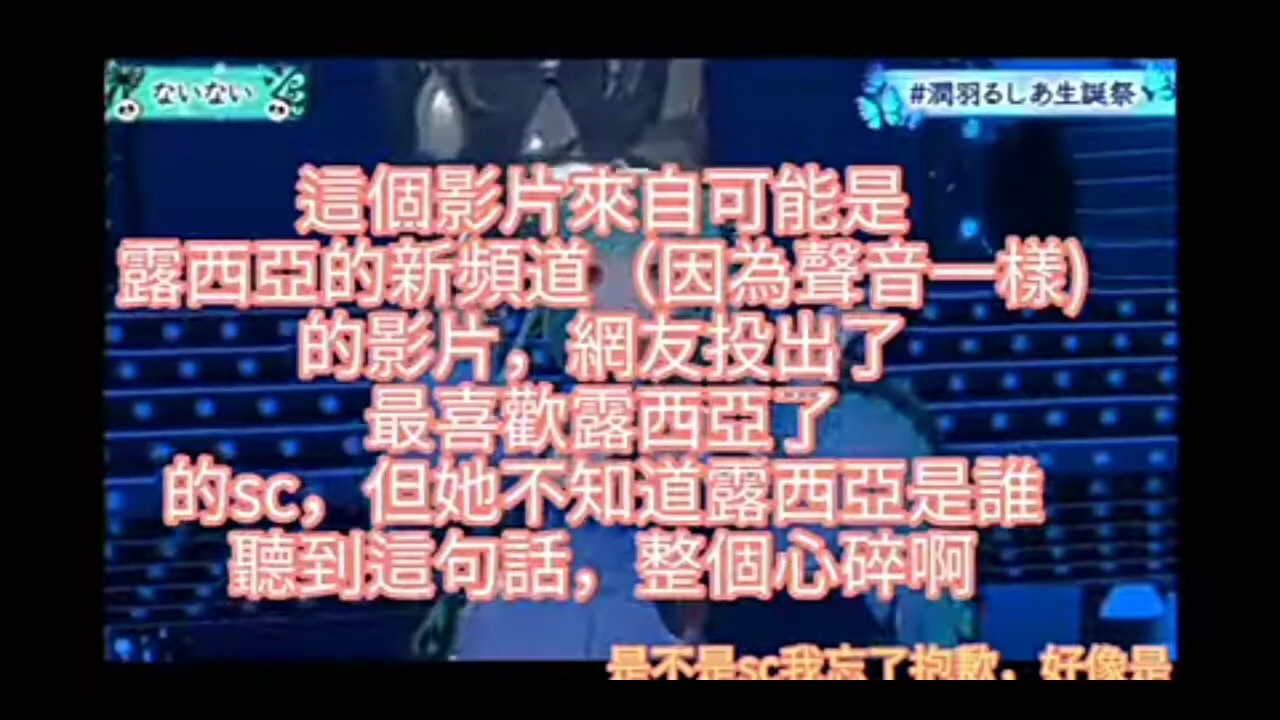 ないない
#潤羽るしあ生誕祭
這個影片來自可能是
露西亞的新頻道（因為聲音一樣)
的影片，網友投出了
最喜歡露西亞了
的sc，但她不知道露西亞是誰
聽到這句話，整個心碎啊
是不是sc我忘了抱歉，好像是